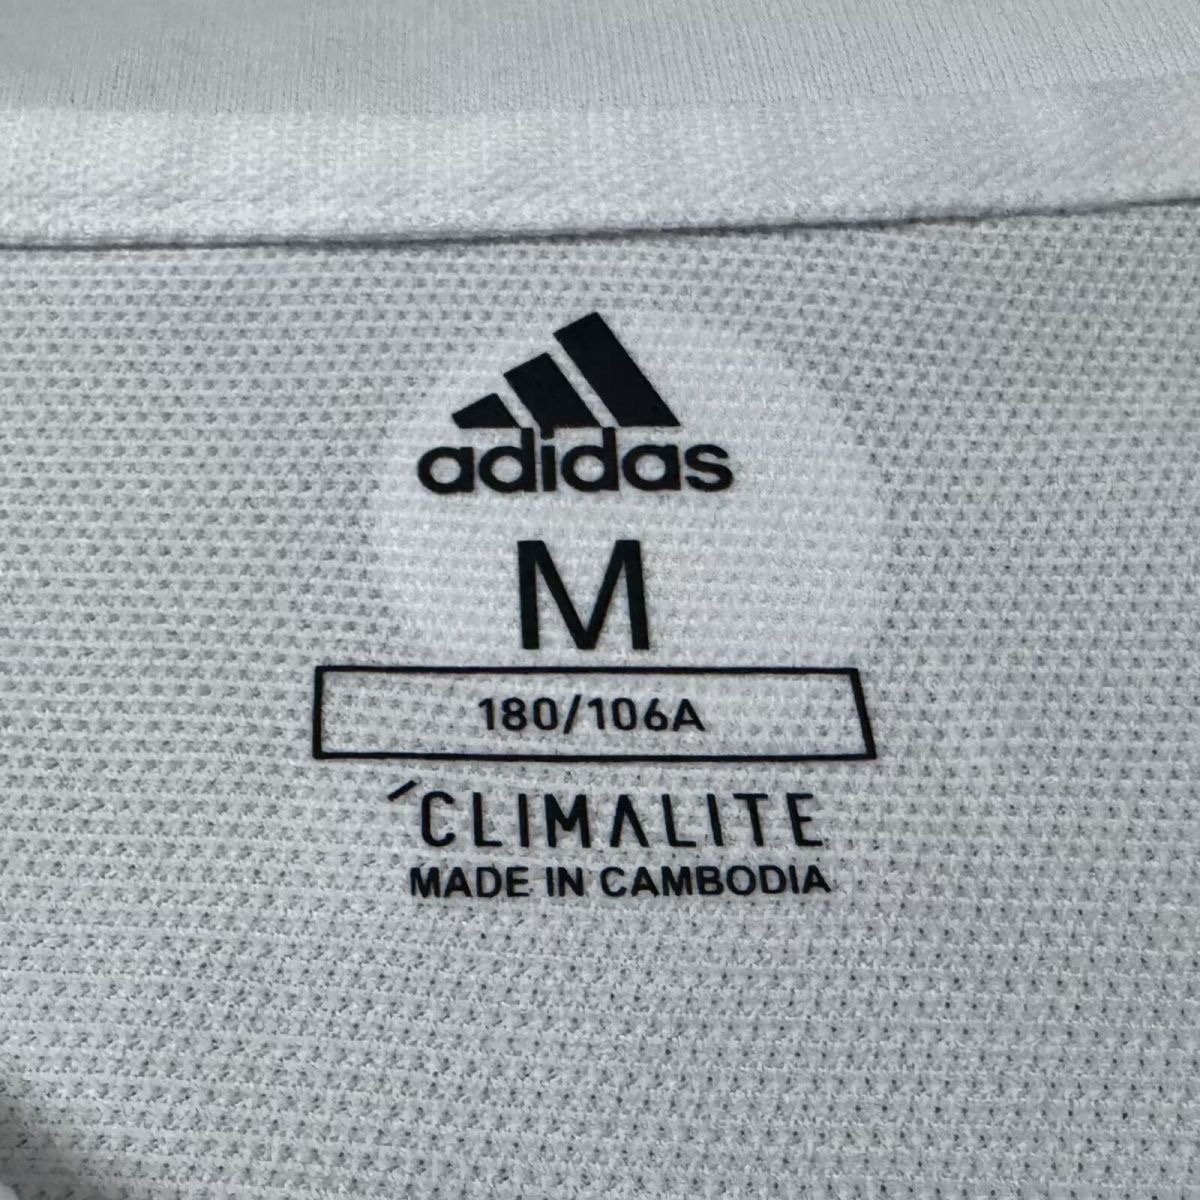 adidas
M
180/106A
CLIMALITE
MADE IN CAMBODIA